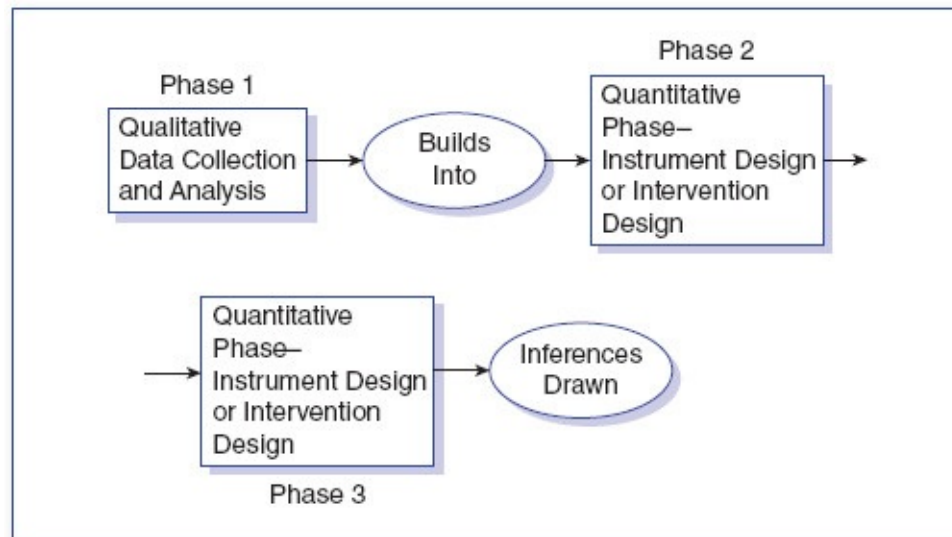 Phase 1
Qualitative
Data Collection
and Analysis
Builds
Into
Phase 2
Quantitative
Phase–
Instrument Design
or Intervention
Design
Quantitative
Phase–
Instrument Design
or Intervention
Design
Phase 3
Inferences
Drawn